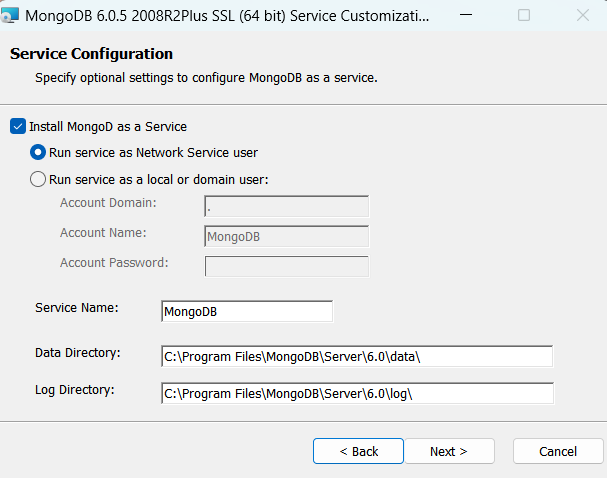 MongoDB 6.0.5 2008R2Plus SSL (64 bit) Service Customizati...
Service Configuration
Specify optional settings to configure MongoDB as a service.
Install MongoD as a Service
Run service as Network Service user
Run service as a local or domain user:
Account Domain: .
Account Name: MongoDB
Account Password:
Service Name: MongoDB
Data Directory: C:\Program Files\MongoDB\Server\6.0\data\
Log Directory: C:\Program Files\MongoDB\Server\6.0\log\
< Back Next > Cancel